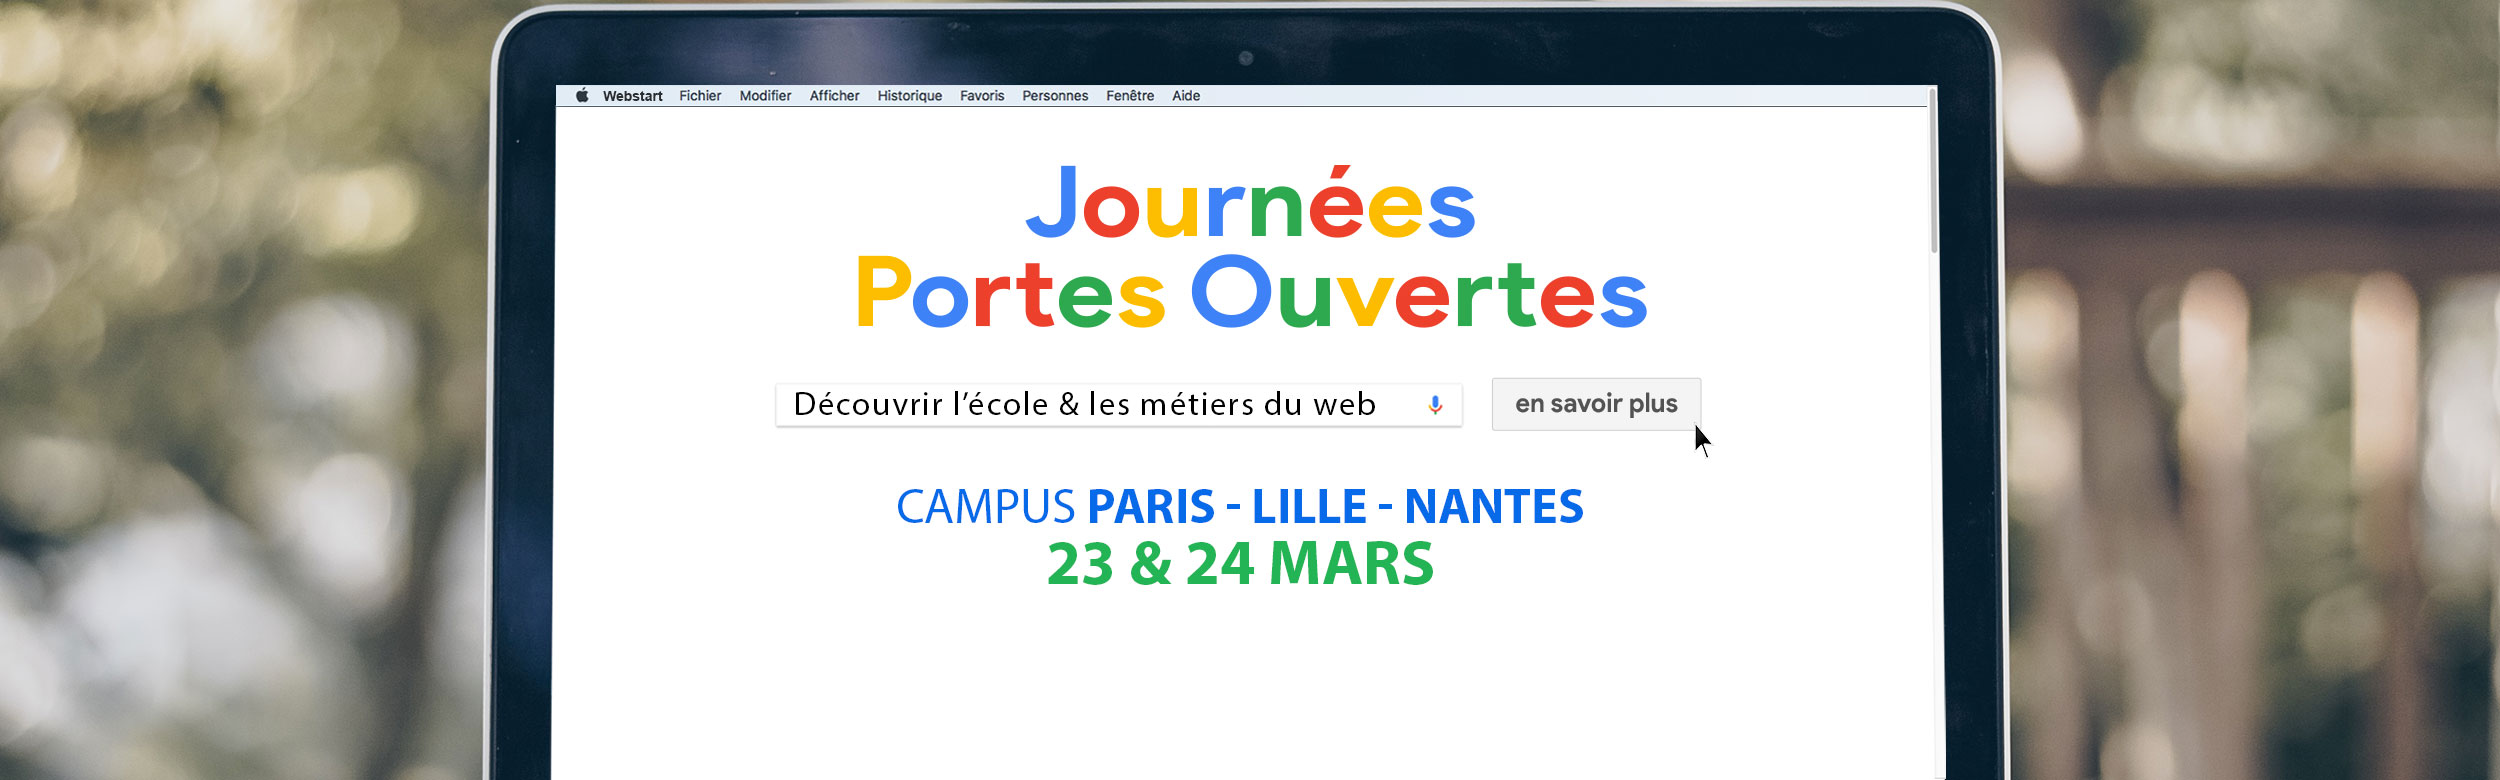 Webstart Fichier Modifier Afficher Historique Favoris Personnes Fenêtre Aide
Journées
Portes Ouvertes
Découvrir l'école & les métiers du web
en savoir plus
CAMPUS PARIS - LILLE - NANTES
23 & 24 MARS